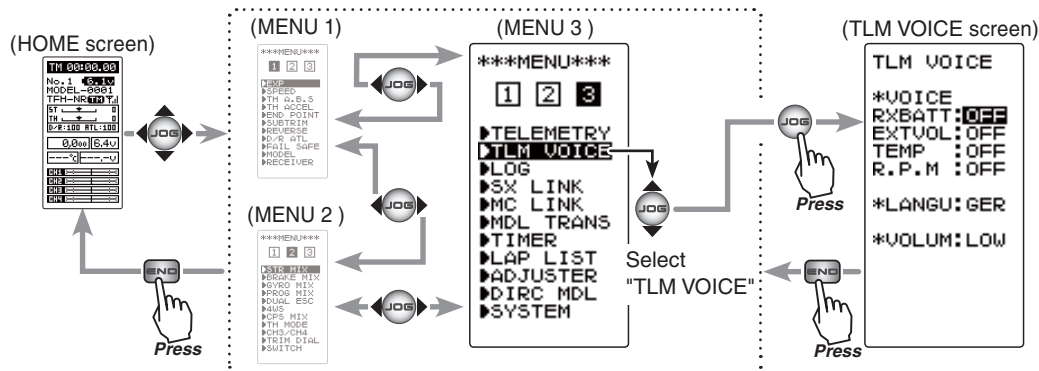 (HOME screen)
TM 00:00.00
No.1 6.1v
MODEL-0001
TFH-NR TM
ST 0
TH 0
D/R:100 ATL:100
6.4v
---℃ ---.-v
CH1
CH2
CH3
CH4
JOG
END
Press
(MENU 1)
***MENU***
1 2 3
EXP
SPEED
TH A.B.S
TH ACCEL
END POINT
SUBTRIM
REVERSE
D/R ATL
FAIL SAFE
MODEL
RECEIVER
JOG
JOG
(MENU 2 )
***MENU***
1 2 3
STR MIX
BRAKE MIX
GYRO MIX
PROG MIX
DUAL ESC
4WS
CPS MIX
TH MODE
CH3/CH4
TRIM DIAL
SWITCH
JOG
(MENU 3 )
***MENU***
1 2 3
TELEMETRY
TLM VOICE
LOG
SX LINK
MC LINK
MDL TRANS
TIMER
LAP LIST
ADJUSTER
DIRC MDL
SYSTEM
JOG
Select
"TLM VOICE"
JOG
Press
END
Press
(TLM VOICE screen)
TLM VOICE
*VOICE
RXBATT:OFF
EXTVOL:OFF
TEMP :OFF
R.P.M :OFF
*LANGU:GER
*VOLUM:LOW